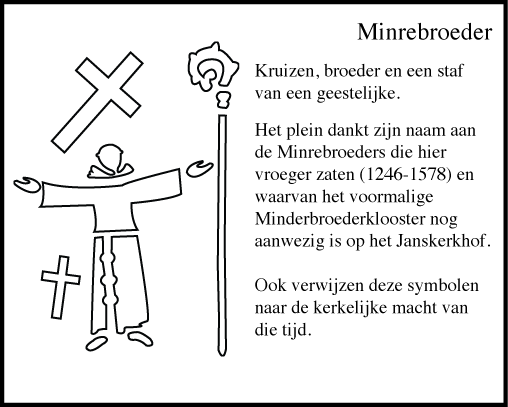 Minrebroeder
Kruizen, broeder en een staf
van een geestelijke.
Het plein dankt zijn naam aan
de Minrebroeders die hier
vroeger zaten (1246-1578) en
waarvan het voormalige
Minderbroederklooster nog
aanwezig is op het Janskerkhof.
Ook verwijzen deze symbolen
naar de kerkelijke macht van
die tijd.